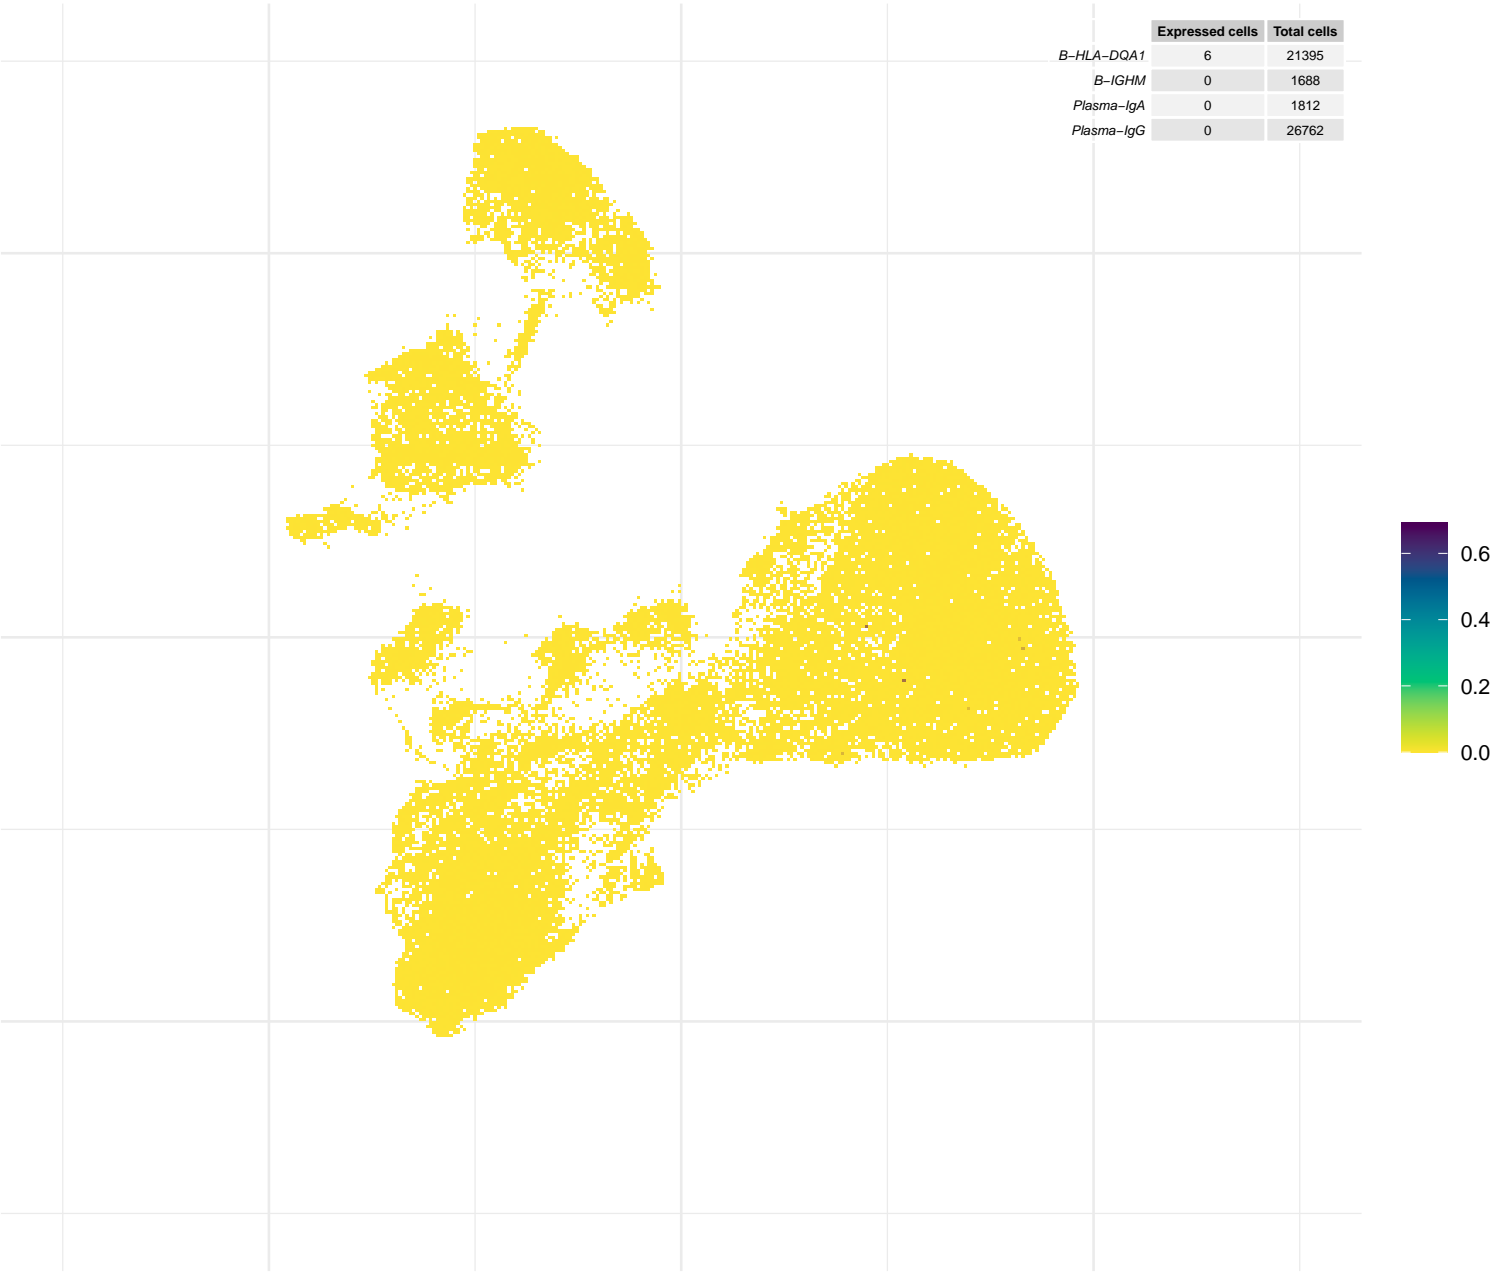 Expressed cells Total cells
B−HLA−DQA1 6 21395
B−IGHM 0 1688
Plasma−IgA 0 1812
Plasma−IgG 0 26762
0.6
0.4
0.2
0.0